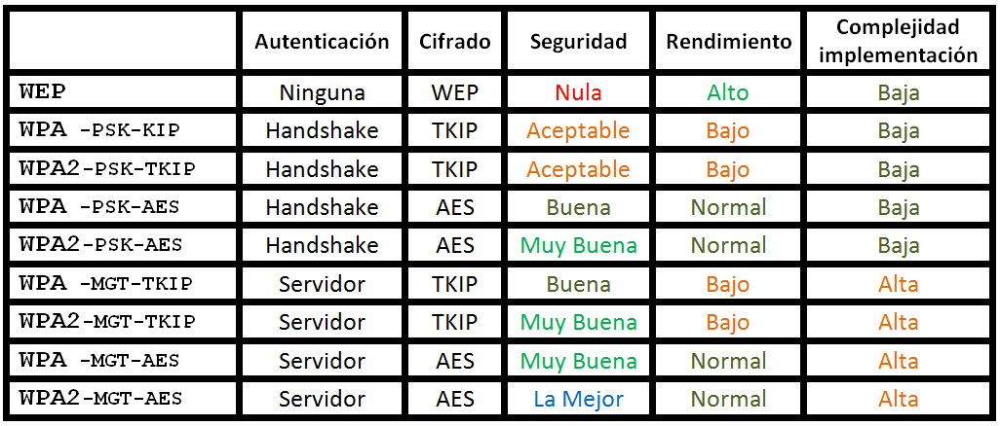 Autenticación Cifrado Seguridad Rendimiento Complejidad implementación
WEP Ninguna WEP Nula Alto Baja
WPA -PSK-KIP Handshake TKIP Aceptable Bajo Baja
WPA2-PSK-TKIP Handshake TKIP Aceptable Bajo Baja
WPA -PSK-AES Handshake AES Buena Normal Baja
WPA2-PSK-AES Handshake AES Muy Buena Normal Baja
WPA -MGT-TKIP Servidor TKIP Buena Bajo Alta
WPA2-MGT-TKIP Servidor TKIP Muy Buena Bajo Alta
WPA -MGT-AES Servidor AES Muy Buena Normal Alta
WPA2-MGT-AES Servidor AES La Mejor Normal Alta